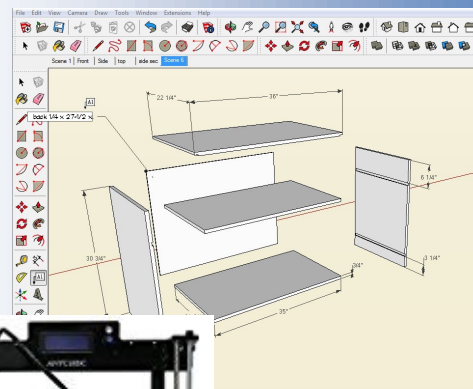 File Edit View Camera Draw Tools Window Extensions Help
Scene 1 Front Side top side sec Scene 6
A1
back 1/4 x 27-1/2 x
22 1/4"
36"
6 1/4"
30 3/4"
3/4"
3 1/4"
35"
ANYCUBIC